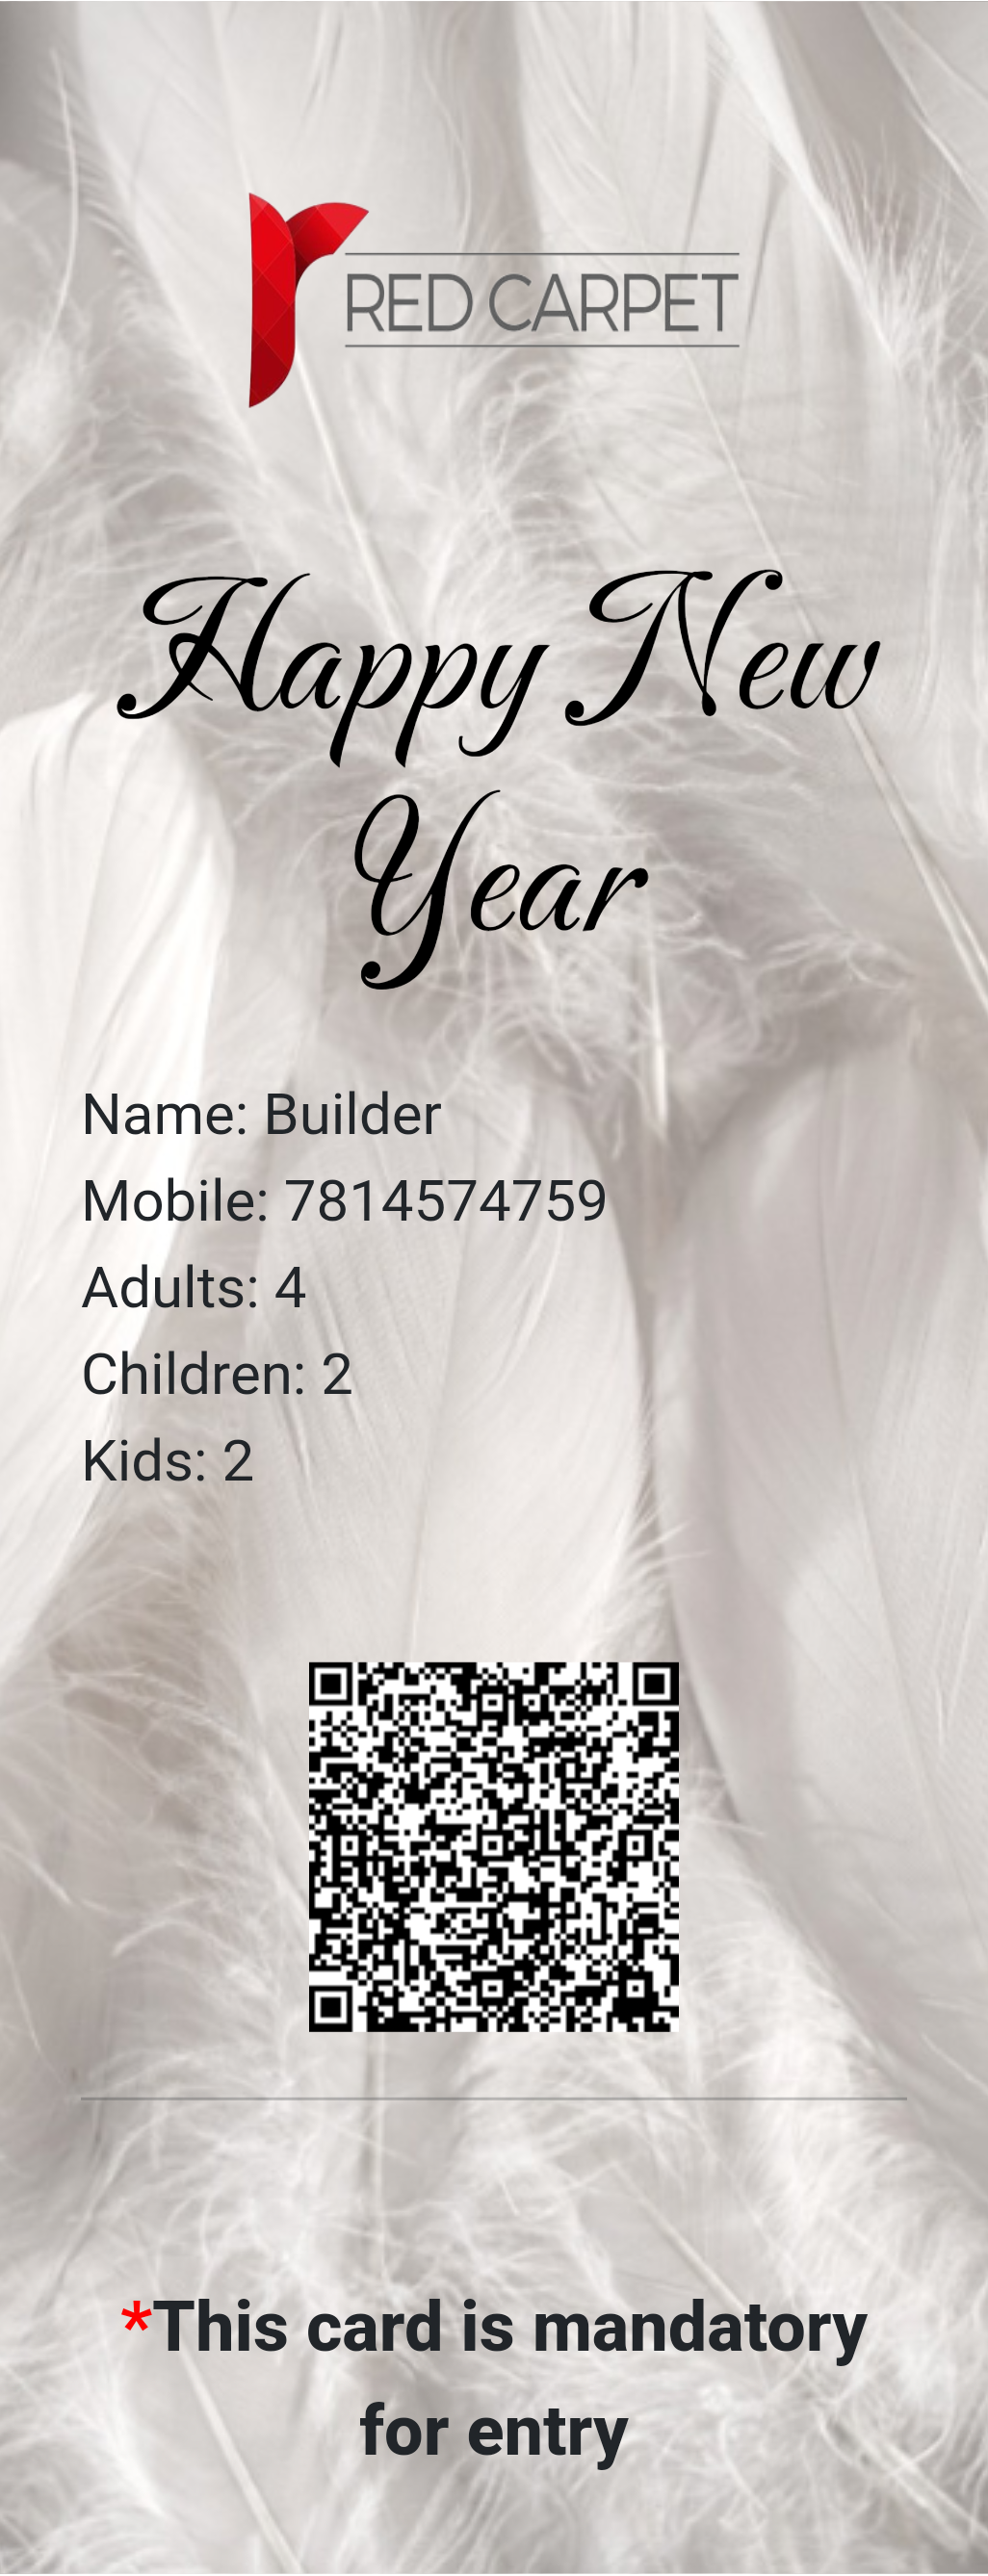 RED CARPET
Happy New
Year
Name: Builder
Mobile: 7814574759
Adults: 4
Children: 2
Kids: 2
*This card is mandatory
for entry